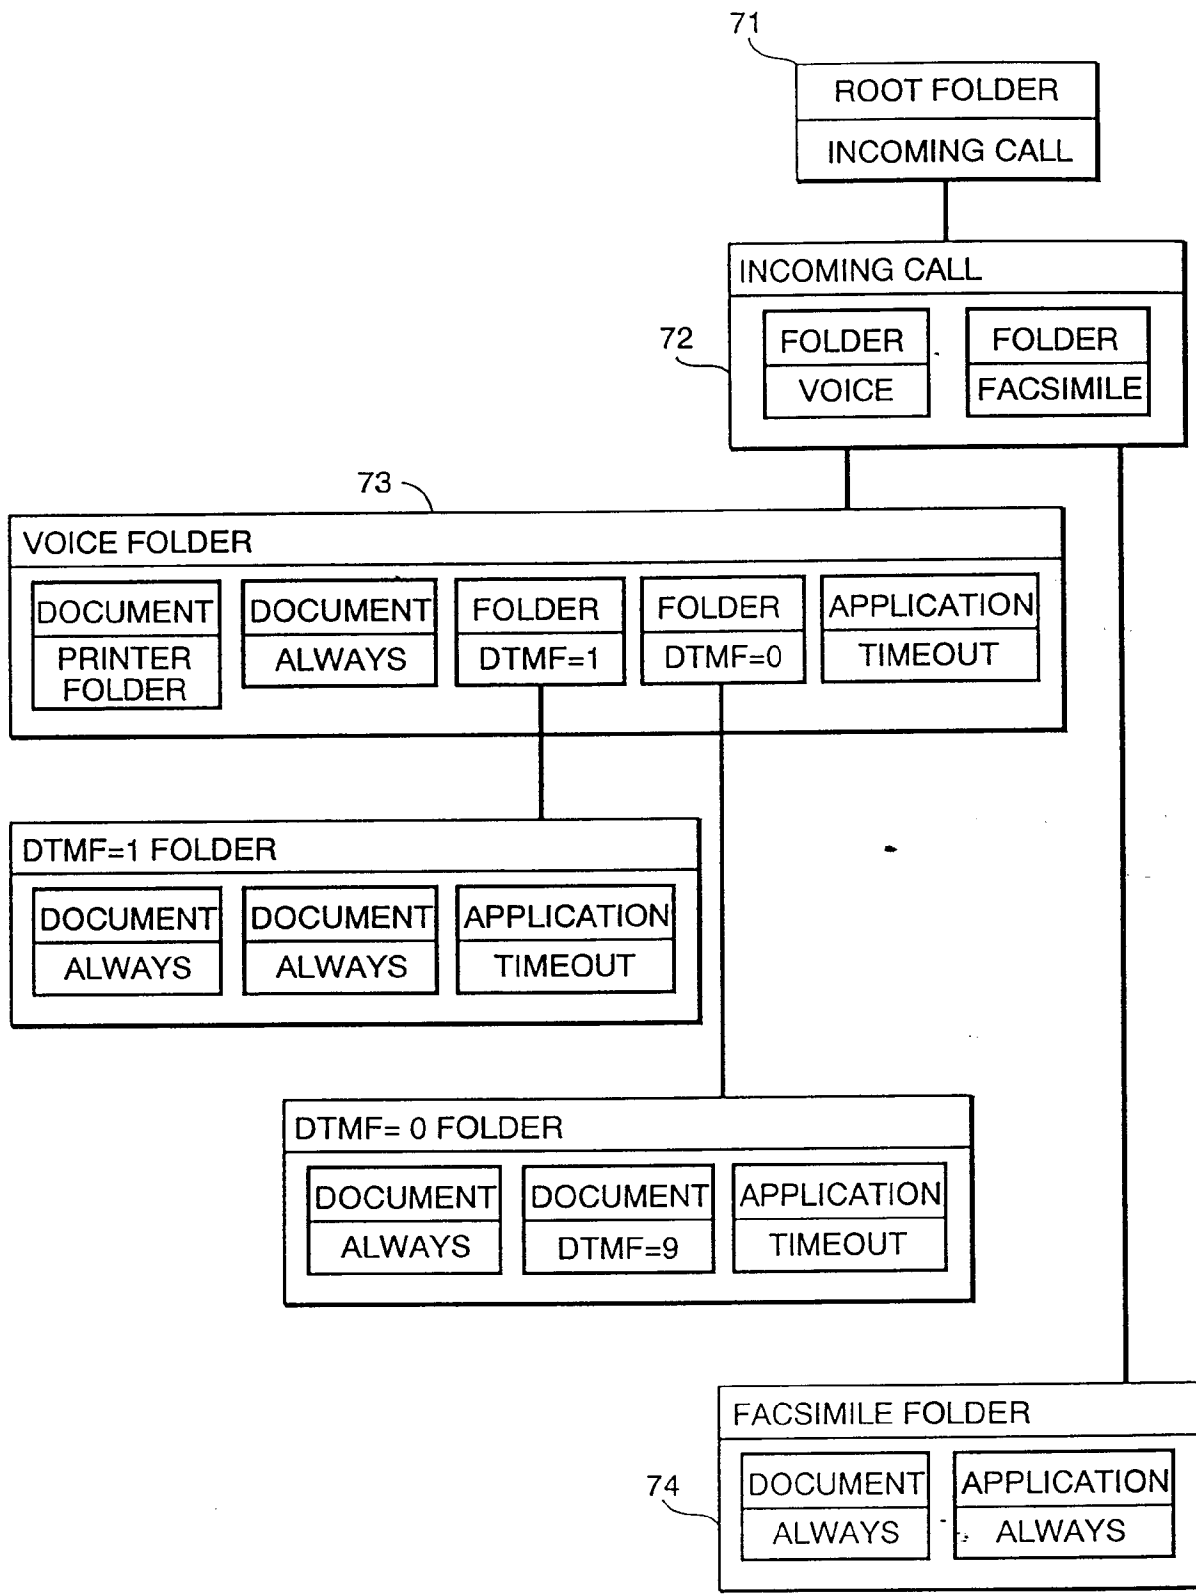 71
ROOT FOLDER
INCOMING CALL
INCOMING CALL
72
FOLDER FOLDER
VOICE FACSIMILE
73
VOICE FOLDER
DOCUMENT DOCUMENT FOLDER FOLDER APPLICATION
PRINTER ALWAYS DTMF=1 DTMF=0 TIMEOUT
FOLDER
DTMF=1 FOLDER
DOCUMENT DOCUMENT APPLICATION
ALWAYS ALWAYS TIMEOUT
DTMF= 0 FOLDER
DOCUMENT DOCUMENT APPLICATION
ALWAYS DTMF=9 TIMEOUT
FACSIMILE FOLDER
74
DOCUMENT APPLICATION
ALWAYS ALWAYS